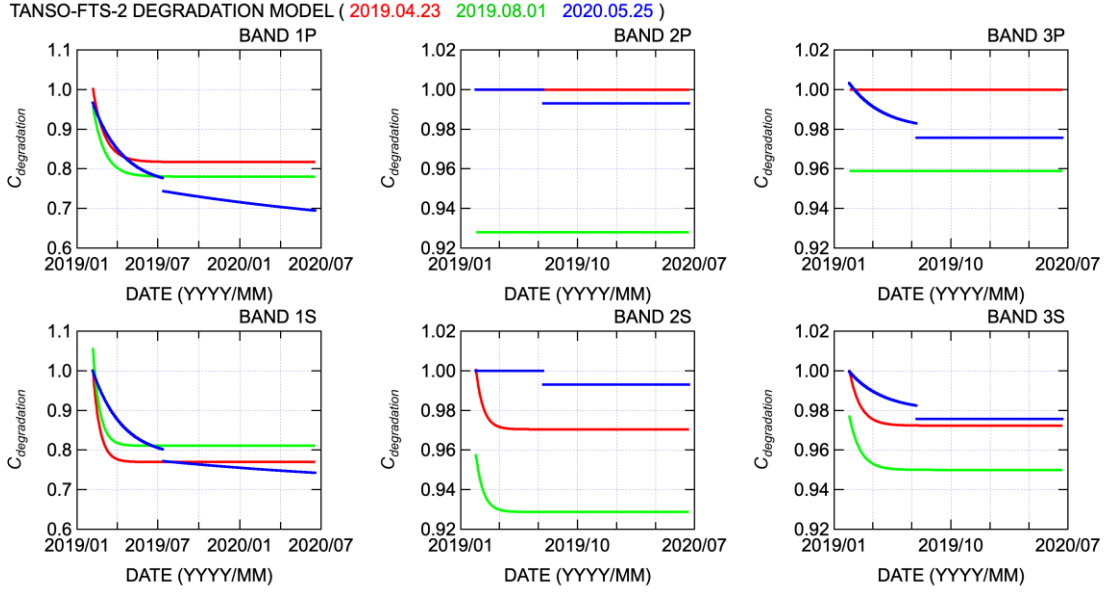 TANSO-FTS-2 DEGRADATION MODEL ( 2019.04.23 2019.08.01 2020.05.25 )
BAND 1P
1.1
1.0
0.9
0.8
0.7
0.6
C degradation
2019/01 2019/07 2020/01 2020/07
DATE (YYYY/MM)
BAND 2P
1.02
1.00
0.98
0.96
0.94
0.92
C degradation
2019/01 2019/10 2020/07
DATE (YYYY/MM)
BAND 3P
1.02
1.00
0.98
0.96
0.94
0.92
C degradation
2019/01 2019/10 2020/07
DATE (YYYY/MM)
BAND 1S
1.1
1.0
0.9
0.8
0.7
0.6
C degradation
2019/01 2019/07 2020/01 2020/07
DATE (YYYY/MM)
BAND 2S
1.02
1.00
0.98
0.96
0.94
0.92
C degradation
2019/01 2019/10 2020/07
DATE (YYYY/MM)
BAND 3S
1.02
1.00
0.98
0.96
0.94
0.92
C degradation
2019/01 2019/10 2020/07
DATE (YYYY/MM)